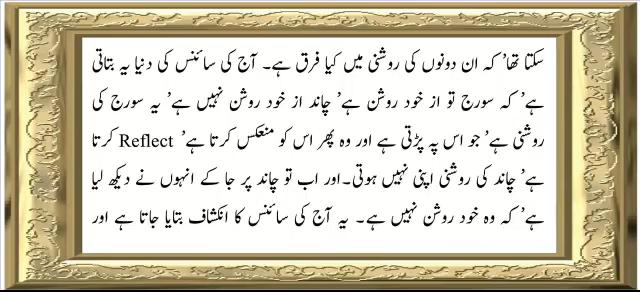 سکتا تھا’ کہ ان دونوں کی روشنی میں کیا فرق ہے۔ آج کی سائنس کی دنیا یہ بتاتی
ہے’ کہ سورج تو از خود روشن ہے’ چاند از خود روشن نہیں ہے’ یہ سورج کی
روشنی ہے’ جو اس پہ پڑتی ہے اور وہ پھر اس کو منعکس کرتا ہے’ Reflect کرتا
ہے’ چاند کی روشنی اپنی نہیں ہوتی۔اور اب تو چاند پر جا کے انہوں نے دیکھ لیا
ہے’ کہ وہ خود روشن نہیں ہے۔ یہ آج کی سائنس کا انکشاف بتایا جاتا ہے اور